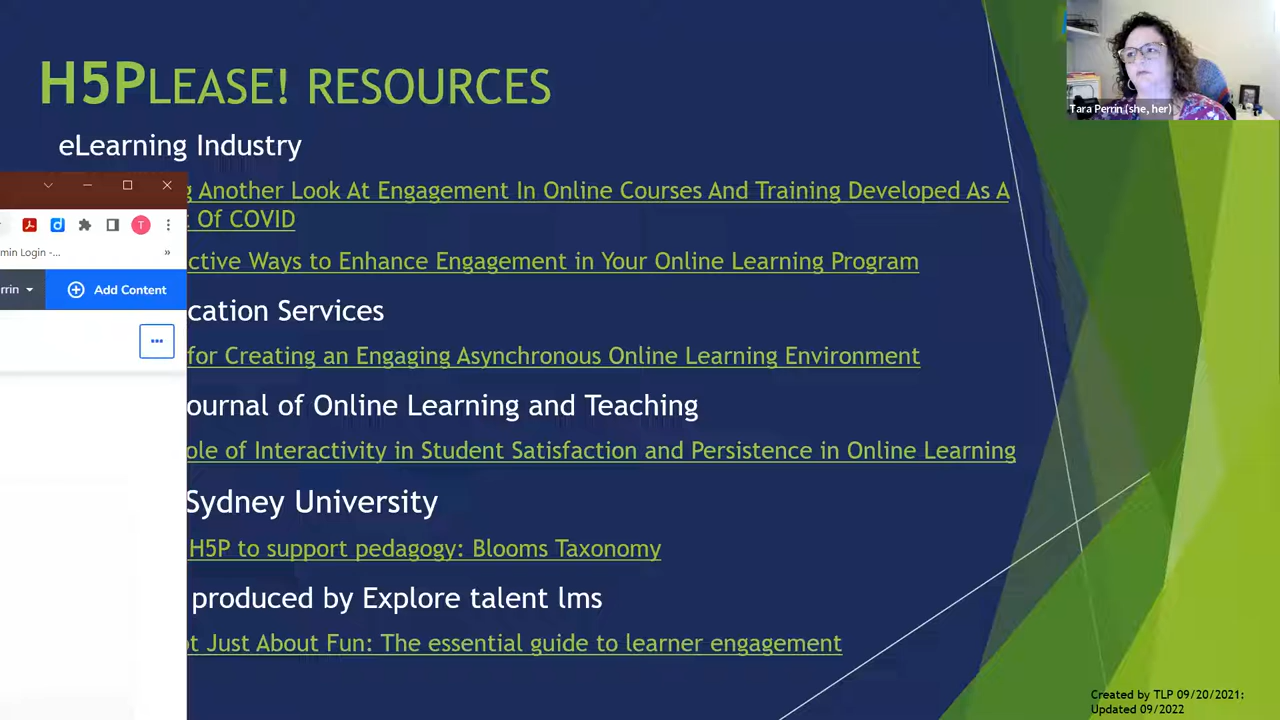 H5PLEASE! RESOURCES
Tara Perrin (she, her)
eLearning Industry
Another Look At Engagement In Online Courses And Training Developed As A
Of COVID
min Login -...
ctive Ways to Enhance Engagement in Your Online Learning Program
rrin
Add Content
cation Services
for Creating an Engaging Asynchronous Online Learning Environment
ournal of Online Learning and Teaching
ole of Interactivity in Student Satisfaction and Persistence in Online Learning
Sydney University
H5P to support pedagogy: Blooms Taxonomy
produced by Explore talent lms
t Just About Fun: The essential guide to learner engagement
Created by TLP 09/20/2021:
Updated 09/2022